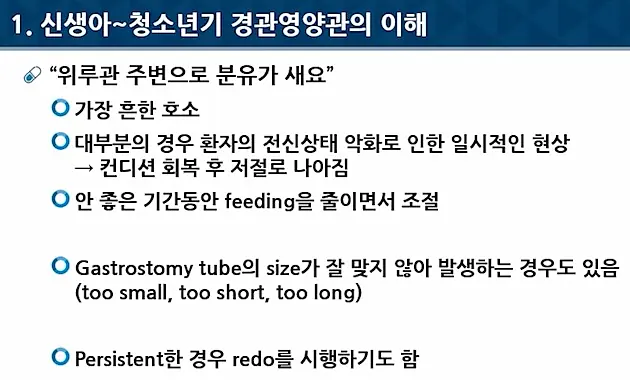 1. 신생아~청소년기 경관영양관의 이해
“위루관 주변으로 분유가 새요”
가장 흔한 호소
대부분의 경우 환자의 전신상태 악화로 인한 일시적인 현상
→ 컨디션 회복 후 저절로 나아짐
안 좋은 기간동안 feeding을 줄이면서 조절
Gastrostomy tube의 size가 잘 맞지 않아 발생하는 경우도 있음
(too small, too short, too long)
Persistent한 경우 redo를 시행하기도 함